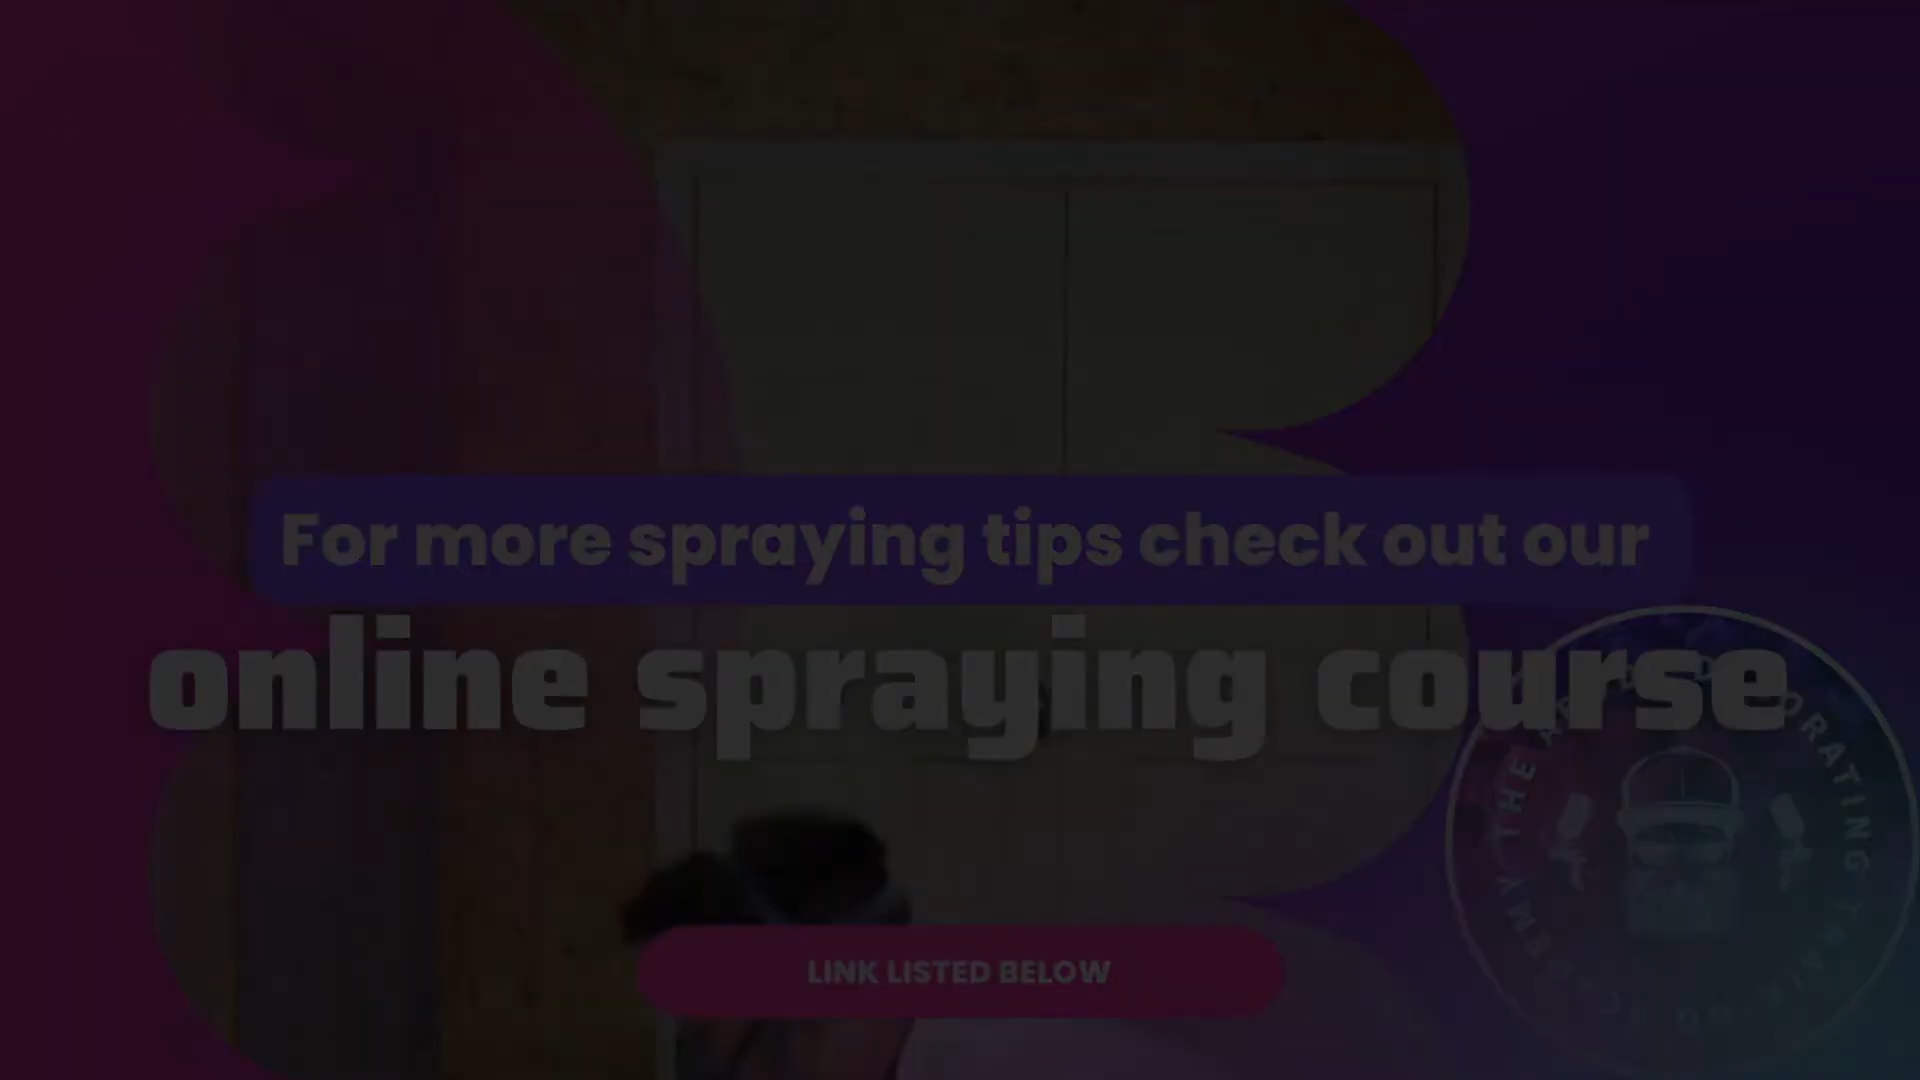 For more spraying tips check out our
online spraying course
LINK LISTED BELOW